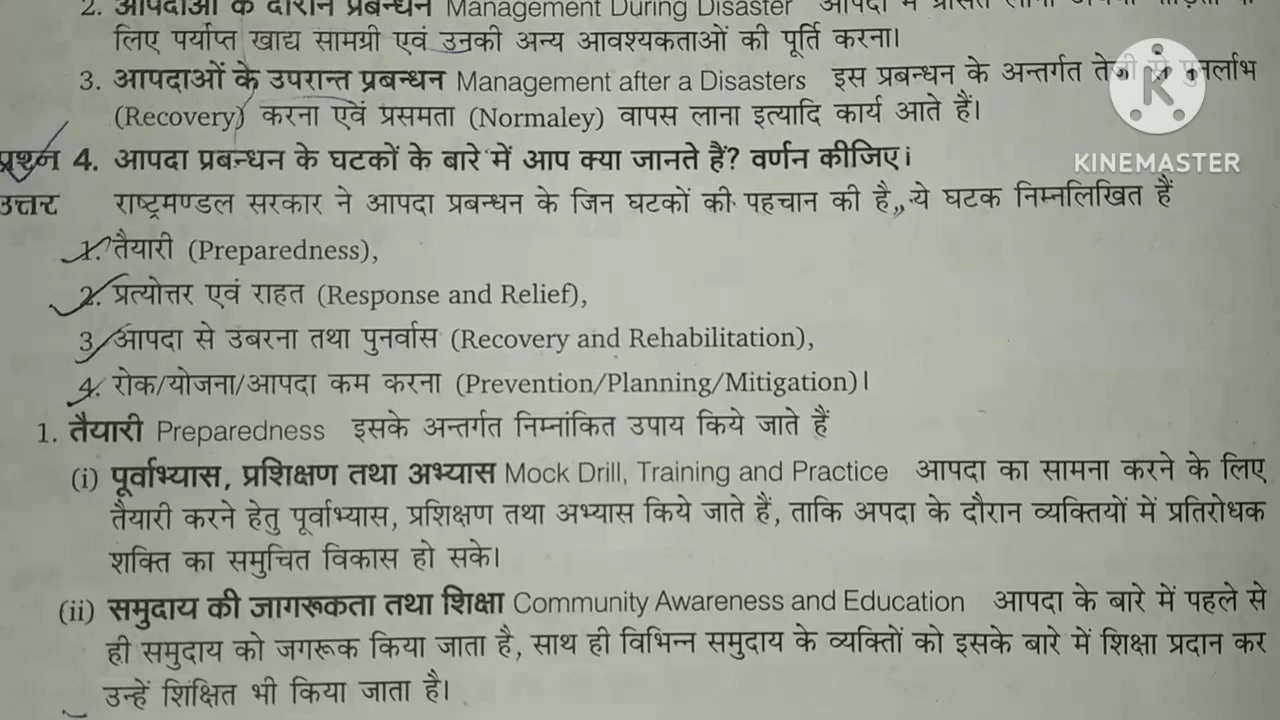 2. आपदाओं के दौरान प्रबन्धन Management During Disaster आपदा में
लिए पर्याप्त खाद्य सामग्री एवं उनकी अन्य आवश्यकताओं की पूर्ति करना।
3. आपदाओं के उपरान्त प्रबन्धन Management after a Disasters इस प्रबन्धन के अन्तर्गत
(Recovery) करना एवं प्रसमता (Normaley) वापस लाना इत्यादि कार्य आते हैं।
KINEMASTER
प्रश्न 4. आपदा प्रबन्धन के घटकों के बारे में आप क्या जानते हैं? वर्णन कीजिए।
उत्तर राष्ट्रमण्डल सरकार ने आपदा प्रबन्धन के जिन घटकों की पहचान की है, ये घटक निम्नलिखित हैं
1. तैयारी (Preparedness),
2. प्रत्योत्तर एवं राहत (Response and Relief),
3. आपदा से उबरना तथा पुनर्वास (Recovery and Rehabilitation),
4. रोक/योजना/आपदा कम करना (Prevention/Planning/Mitigation)।
1. तैयारी Preparedness इसके अन्तर्गत निम्नांकित उपाय किये जाते हैं
(i) पूर्वाभ्यास, प्रशिक्षण तथा अभ्यास Mock Drill, Training and Practice आपदा का सामना करने के लिए
तैयारी करने हेतु पूर्वाभ्यास, प्रशिक्षण तथा अभ्यास किये जाते हैं, ताकि अपदा के दौरान व्यक्तियों में प्रतिरोधक
शक्ति का समुचित विकास हो सके।
(ii) समुदाय की जागरूकता तथा शिक्षा Community Awareness and Education आपदा के बारे में पहले से
ही समुदाय को जगरूक किया जाता है, साथ ही विभिन्न समुदाय के व्यक्तों को इसके बारे में शिक्षा प्रदान कर
उन्हें शिक्षित भी किया जाता है।